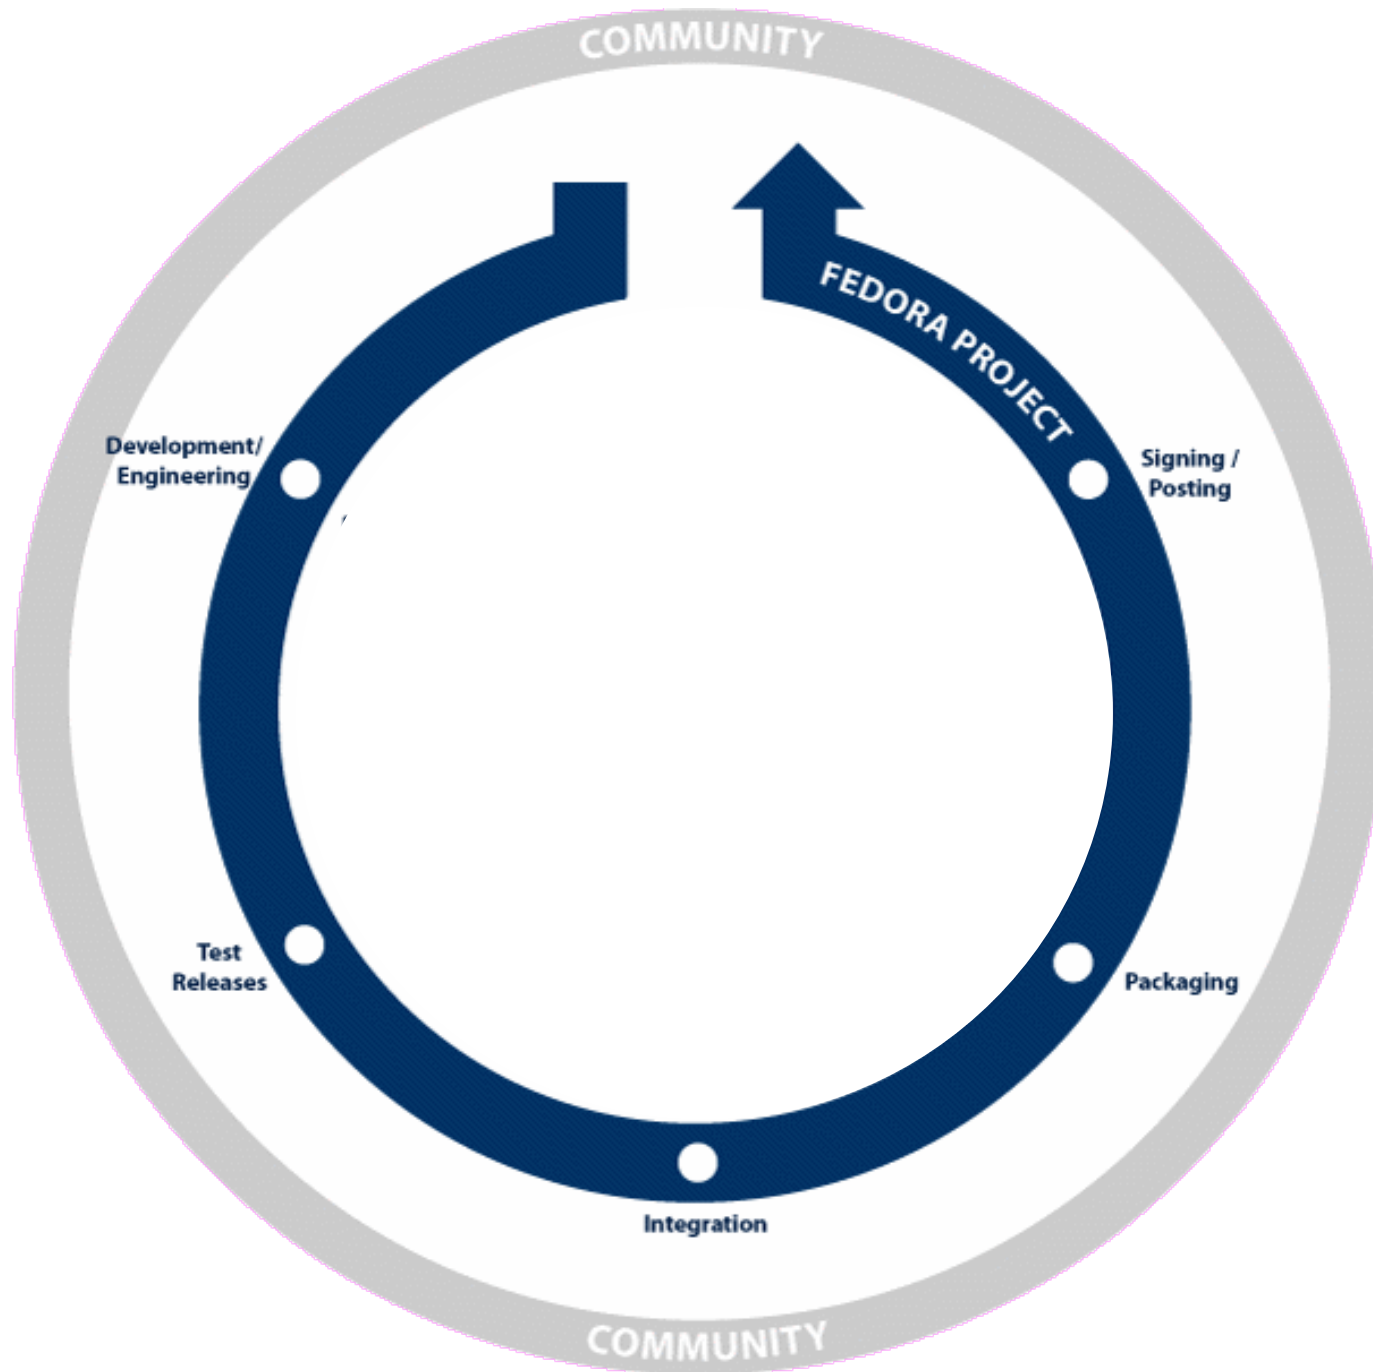 COMMUNITY
FEDORA PROJECT
Development/
Engineering
Signing /
Posting
Test
Releases
Packaging
Integration
COMMUNITY